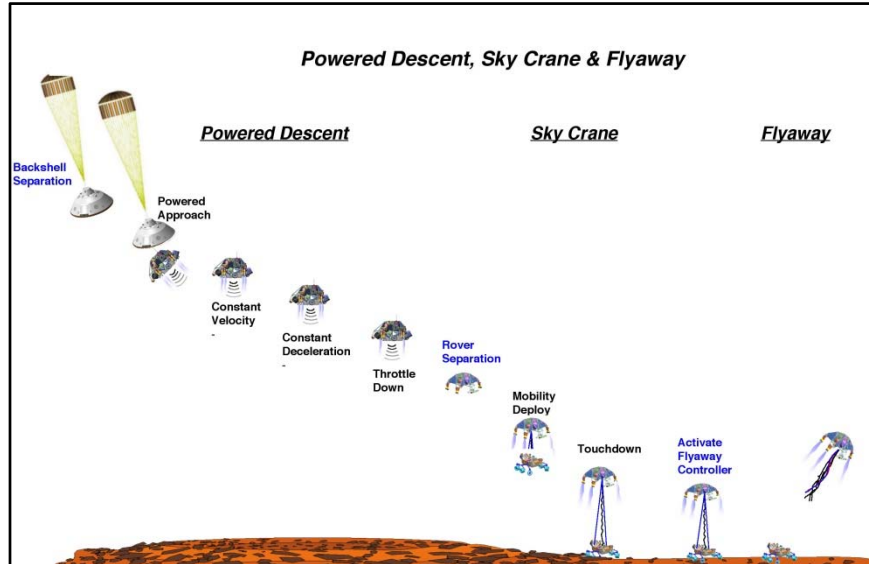 Powered Descent, Sky Crane & Flyaway
Powered Descent
Sky Crane
Flyaway
Backshell
Separation
Powered
Approach
Constant
Velocity
-
Constant
Deceleration
-
Throttle
Down
Rover
Separation
Mobility
Deploy
Touchdown
Activate
Flyaway
Controller